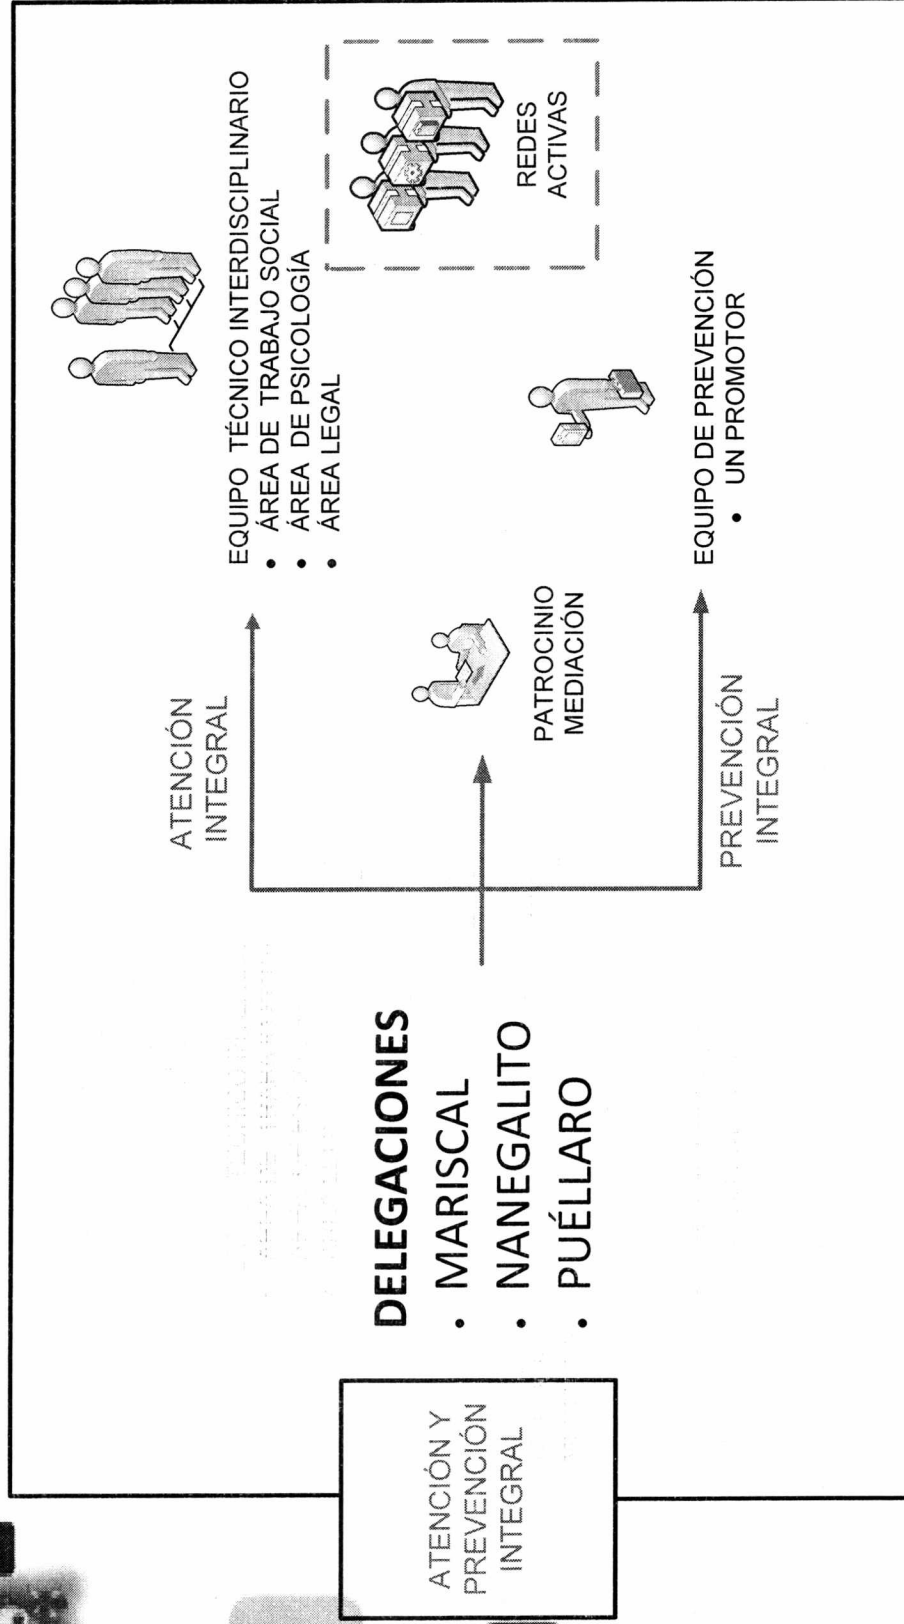 ATENCIÓN Y
PREVENCIÓN
INTEGRAL
DELEGACIONES
• MARISCAL
• NANEGALITO
• PUÉLLARO
ATENCIÓN
INTEGRAL
EQUIPO TÉCNICO INTERDISCIPLINARIO
• ÁREA DE TRABAJO SOCIAL
• ÁREA DE PSICOLOGÍA
• ÁREA LEGAL
PATROCINIO
MEDIACIÓN
REDES
ACTIVAS
PREVENCIÓN
INTEGRAL
EQUIPO DE PREVENCIÓN
• UN PROMOTOR